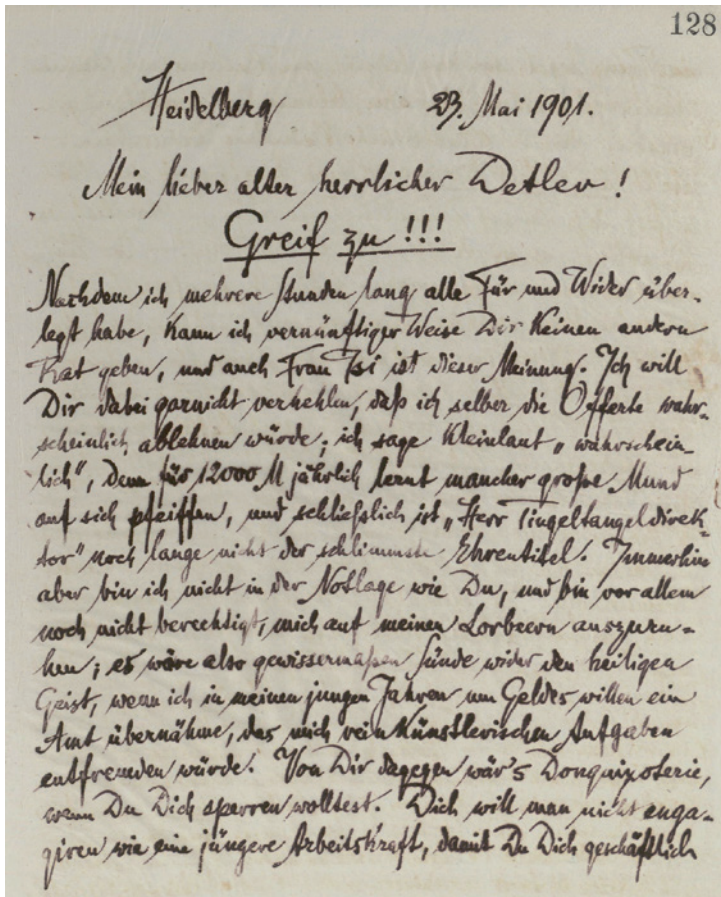 128
Heidelberg 23. Mai 1901.
Mein lieber alter herrlicher Detlev!
Greif zu!!!
Nachdem ich mehrere Stunden lang alle Für und Wider über-
legt habe, kann ich vernünftiger Weise Dir keinen andern
Rat geben, und auch Frau Isi ist dieser Meinung. Ich will
Dir dabei garnicht verhehlen, daß ich selber die Offerte wahr-
scheinlich ablehnen würde; ich sage kleinlaut „wahrschein-
lich“, denn für 12000 M jährlich lernt mancher große Mund
auf sich pfeiffen, und schließlich ist „Herr Tingeltangeldirek-
tor“ noch lange nicht der schlimmste Ehrentitel. Immerhin
aber bin ich nicht in der Notlage wie Du, und bin vor allem
noch nicht berechtigt, mich auf meinen Lorbeern auszuru-
hen; es wäre also gewissermaßen Sünde wider den heiligen
Geist, wenn ich in meinen jungen Jahren um Geldes willen ein
Amt übernähme, das mich rein künstlerischen Aufgaben
entfremden würde. Von Dir dagegen wär's Donquixoterie,
wenn Du Dich sperren wolltest. Dich will man nicht enga-
giren wie eine jüngere Arbeitskraft, damit Du Dich geschäftlich